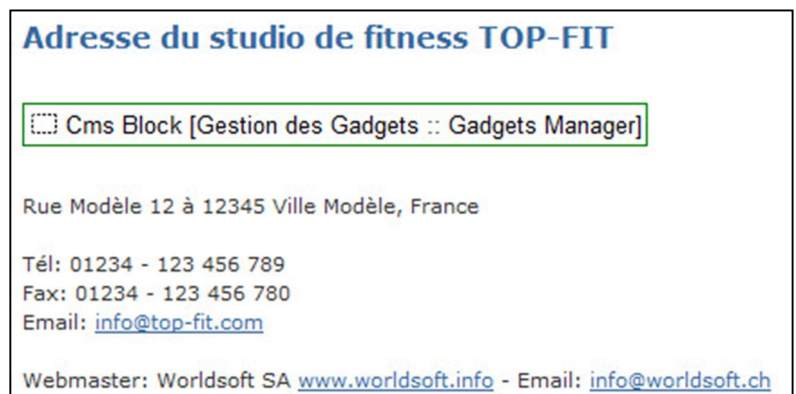 Adresse du studio de fitness TOP-FIT
Cms Block [Gestion des Gadgets :: Gadgets Manager]
Rue Modèle 12 à 12345 Ville Modèle, France
Tél: 01234 - 123 456 789
Fax: 01234 - 123 456 780
Email: info@top-fit.com
Webmaster: Worldsoft SA www.worldsoft.info - Email: info@worldsoft.ch